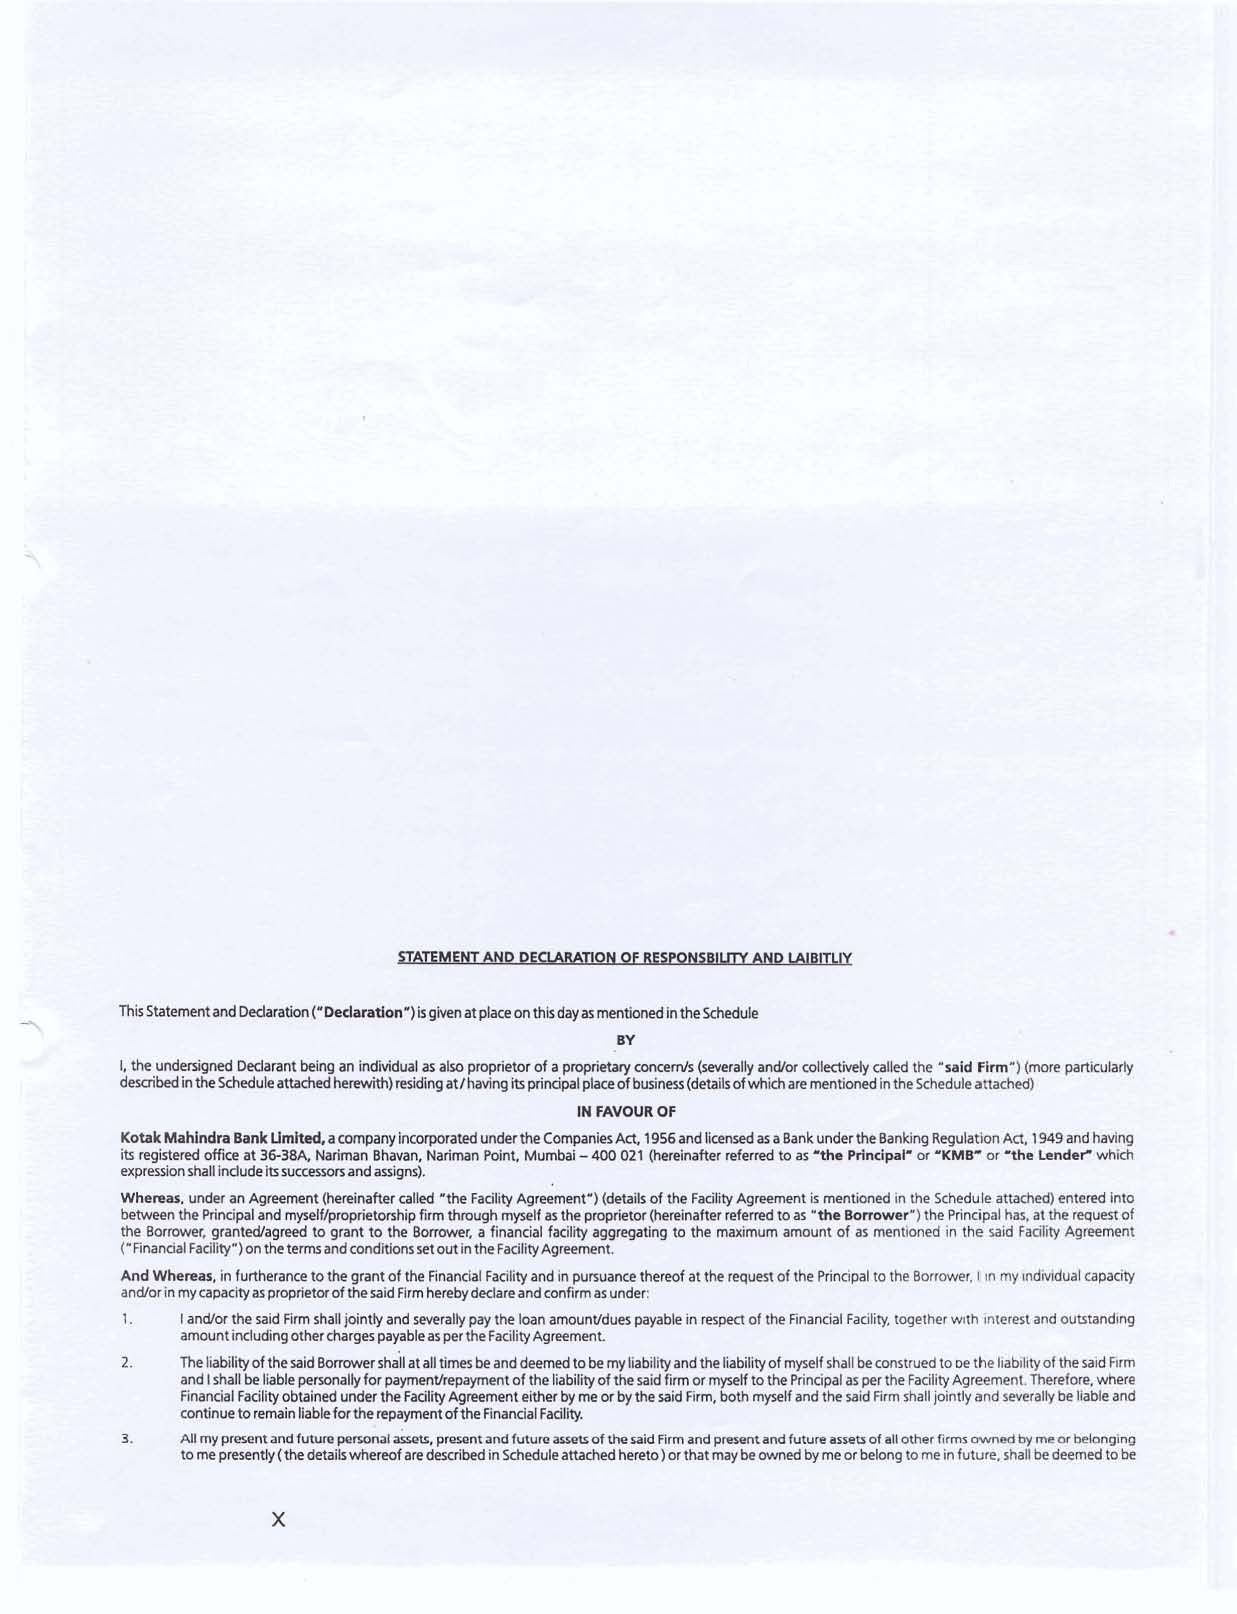 STATEMENT AND DECLARATION OF RESPONSBILITY AND LAIBITLIY
This Statement and Declaration ("Declaration") is given at place on this day as mentioned in the Schedule
BY
I, the undersigned Declarant being an individual as also proprietor of a proprietary concern/s (severally and/or collectively called the "said Firm") (more particularly
described in the Schedule attached herewith) residing at / having its principal place of business (details of which are mentioned in the Schedule attached)
IN FAVOUR OF
Kotak Mahindra Bank Limited, a company incorporated under the Companies Act, 1956 and licensed as a Bank under the Banking Regulation Act, 1949 and having
its registered office at 36-38A, Nariman Bhavan, Nariman Point, Mumbai – 400 021 (hereinafter referred to as "the Principal" or "KMB" or "the Lender" which
expression shall include its successors and assigns).
Whereas, under an Agreement (hereinafter called "the Facility Agreement") (details of the Facility Agreement is mentioned in the Schedule attached) entered into
between the Principal and myself/proprietorship firm through myself as the proprietor (hereinafter referred to as "the Borrower") the Principal has, at the request of
the Borrower, granted/agreed to grant to the Borrower, a financial facility aggregating to the maximum amount of as mentioned in the said Facility Agreement
("Financial Facility") on the terms and conditions set out in the Facility Agreement.
And Whereas, in furtherance to the grant of the Financial Facility and in pursuance thereof at the request of the Principal to the Borrower, I in my individual capacity
and/or in my capacity as proprietor of the said Firm hereby declare and confirm as under:
1. I and/or the said Firm shall jointly and severally pay the loan amount/dues payable in respect of the Financial Facility, together with interest and outstanding
amount including other charges payable as per the Facility Agreement.
2. The liability of the said Borrower shall at all times be and deemed to be my liability and the liability of myself shall be construed to be the liability of the said Firm
and I shall be liable personally for payment/repayment of the liability of the said firm or myself to the Principal as per the Facility Agreement. Therefore, where
Financial Facility obtained under the Facility Agreement either by me or by the said Firm, both myself and the said Firm shall jointly and severally be liable and
continue to remain liable for the repayment of the Financial Facility.
3. All my present and future personal assets, present and future assets of the said Firm and present and future assets of all other firms owned by me or belonging
to me presently ( the details whereof are described in Schedule attached hereto ) or that may be owned by me or belong to me in future, shall be deemed to be
X